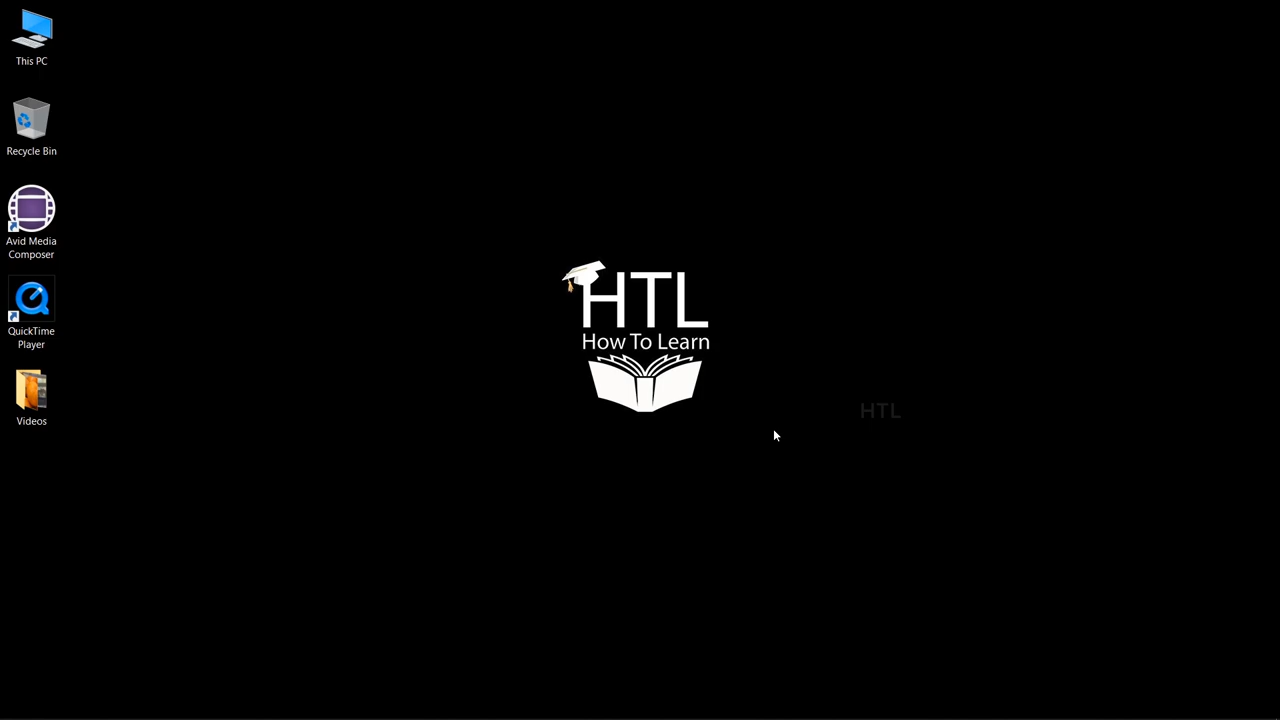 This PC
Recycle Bin
Avid Media
Composer
QuickTime
Player
Videos
HTL
How To Learn
HTL